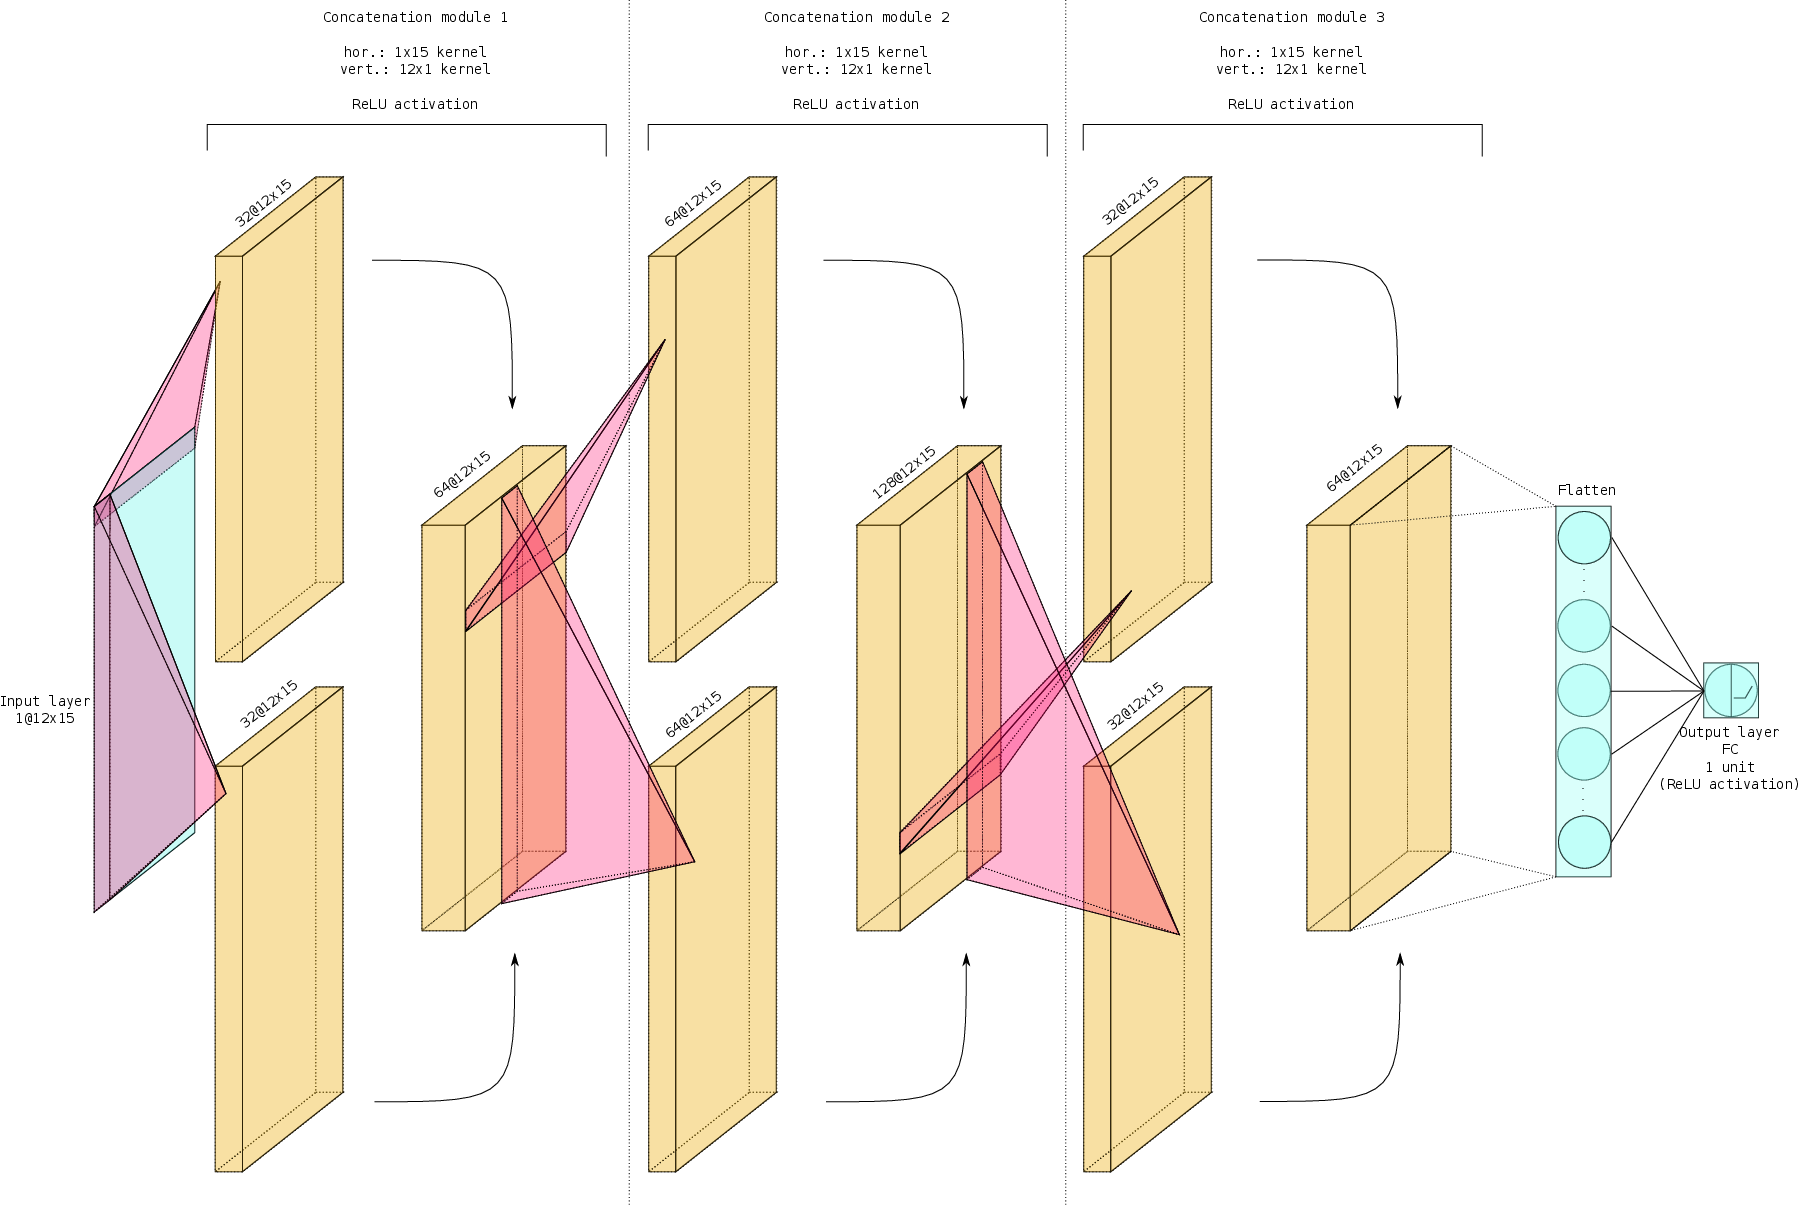 Concatenation module 1
hor.: 1x15 kernel
vert.: 12x1 kernel
ReLU activation
Concatenation module 2
hor.: 1x15 kernel
vert.: 12x1 kernel
ReLU activation
Concatenation module 3
hor.: 1x15 kernel
vert.: 12x1 kernel
ReLU activation
32@12x15
64@12x15
32@12x15
64@12x15
128@12x15
64@12x15
Flatten
Input layer
1@12x15
32@12x15
64@12x15
32@12x15
Output layer
FC
1 unit
(ReLU activation)